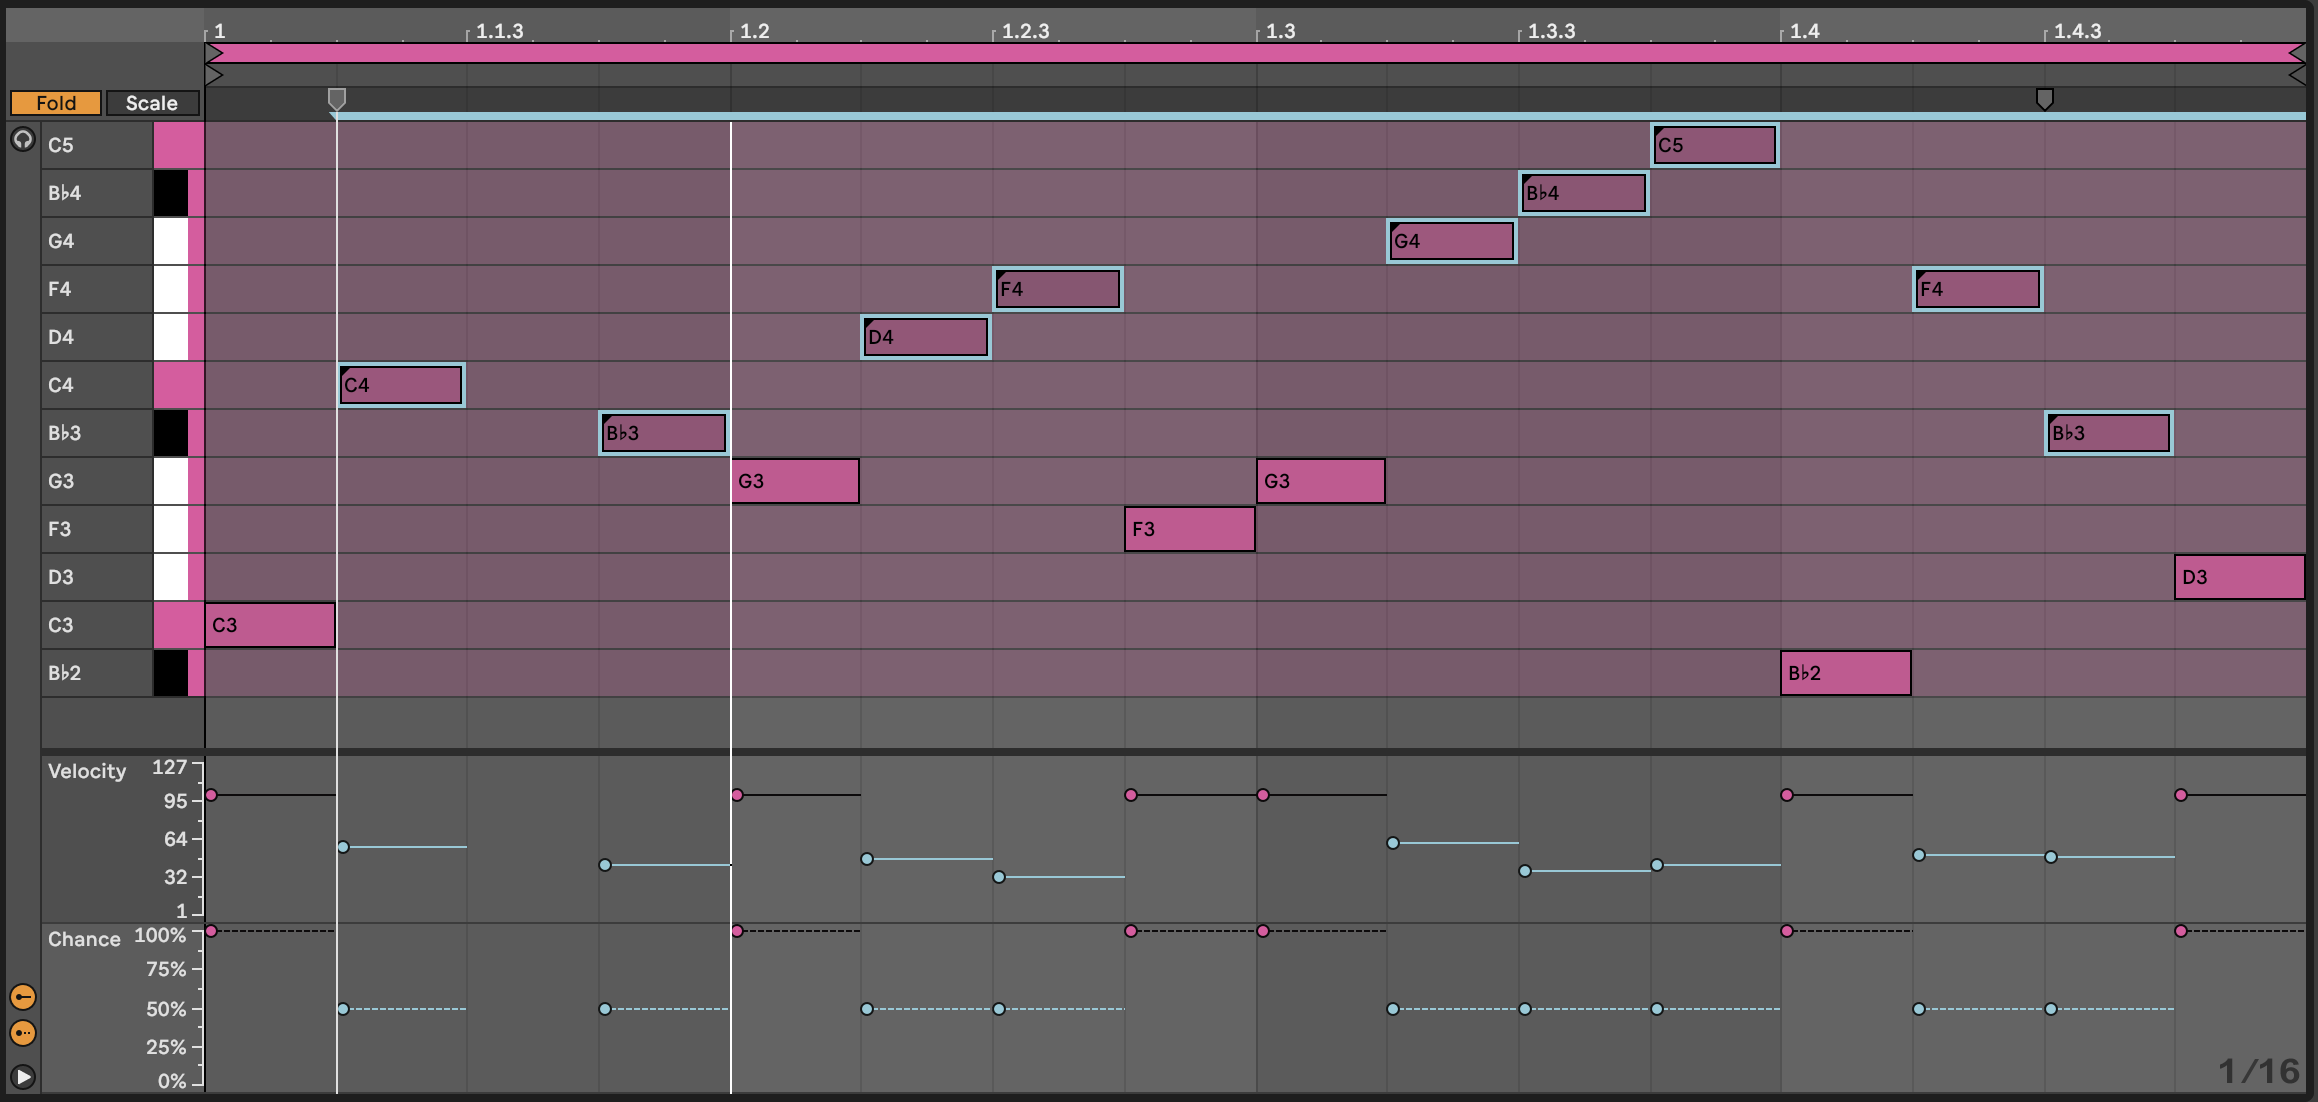 1 1.1.3 1.2 1.2.3 1.3 1.3.3 1.4 1.4.3
Fold Scale
C5 C5
B♭4 B♭4
G4 G4
F4 F4 F4
D4 D4
C4 C4
B♭3 B♭3 B♭3
G3 G3 G3
F3 F3
D3 D3
C3 C3
B♭2 B♭2
Velocity 127
95
64
32
1
Chance 100%
75%
50%
25%
0%
1/16